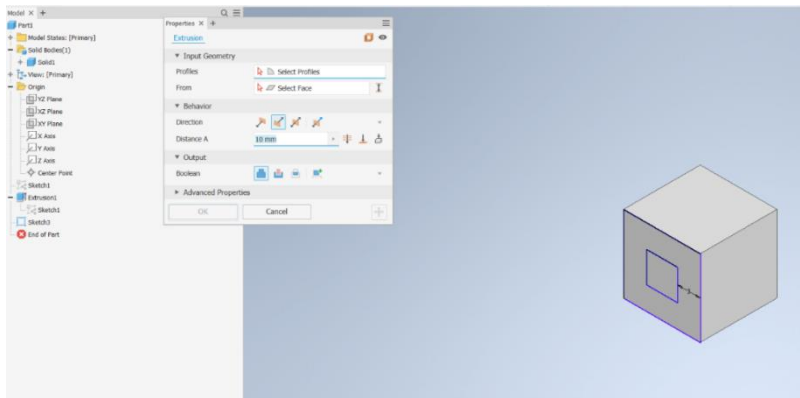 Model × +
Part1
Model States: [Primary]
Solid Bodies(1)
Solid1
View: [Primary]
Origin
YZ Plane
XZ Plane
XY Plane
X Axis
Y Axis
Z Axis
Center Point
Sketch1
Extrusion1
Sketch1
Sketch3
End of Part
Properties × +
Extrusion
Input Geometry
Profiles Select Profiles
From Select Face
Behavior
Direction
Distance A 10 mm
Output
Boolean
Advanced Properties
OK Cancel